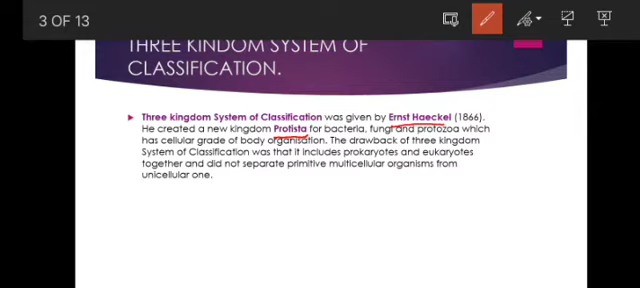 3 OF 13
THREE KINDOM SYSTEM OF
CLASSIFICATION.
Three kingdom System of Classification was given by Ernst Haeckel (1866).
He created a new kingdom Protista for bacteria, fungi and protozoa which
has cellular grade of body organisation. The drawback of three kingdom
System of Classification was that it includes prokaryotes and eukaryotes
together and did not separate primitive multicellular organisms from
unicellular one.